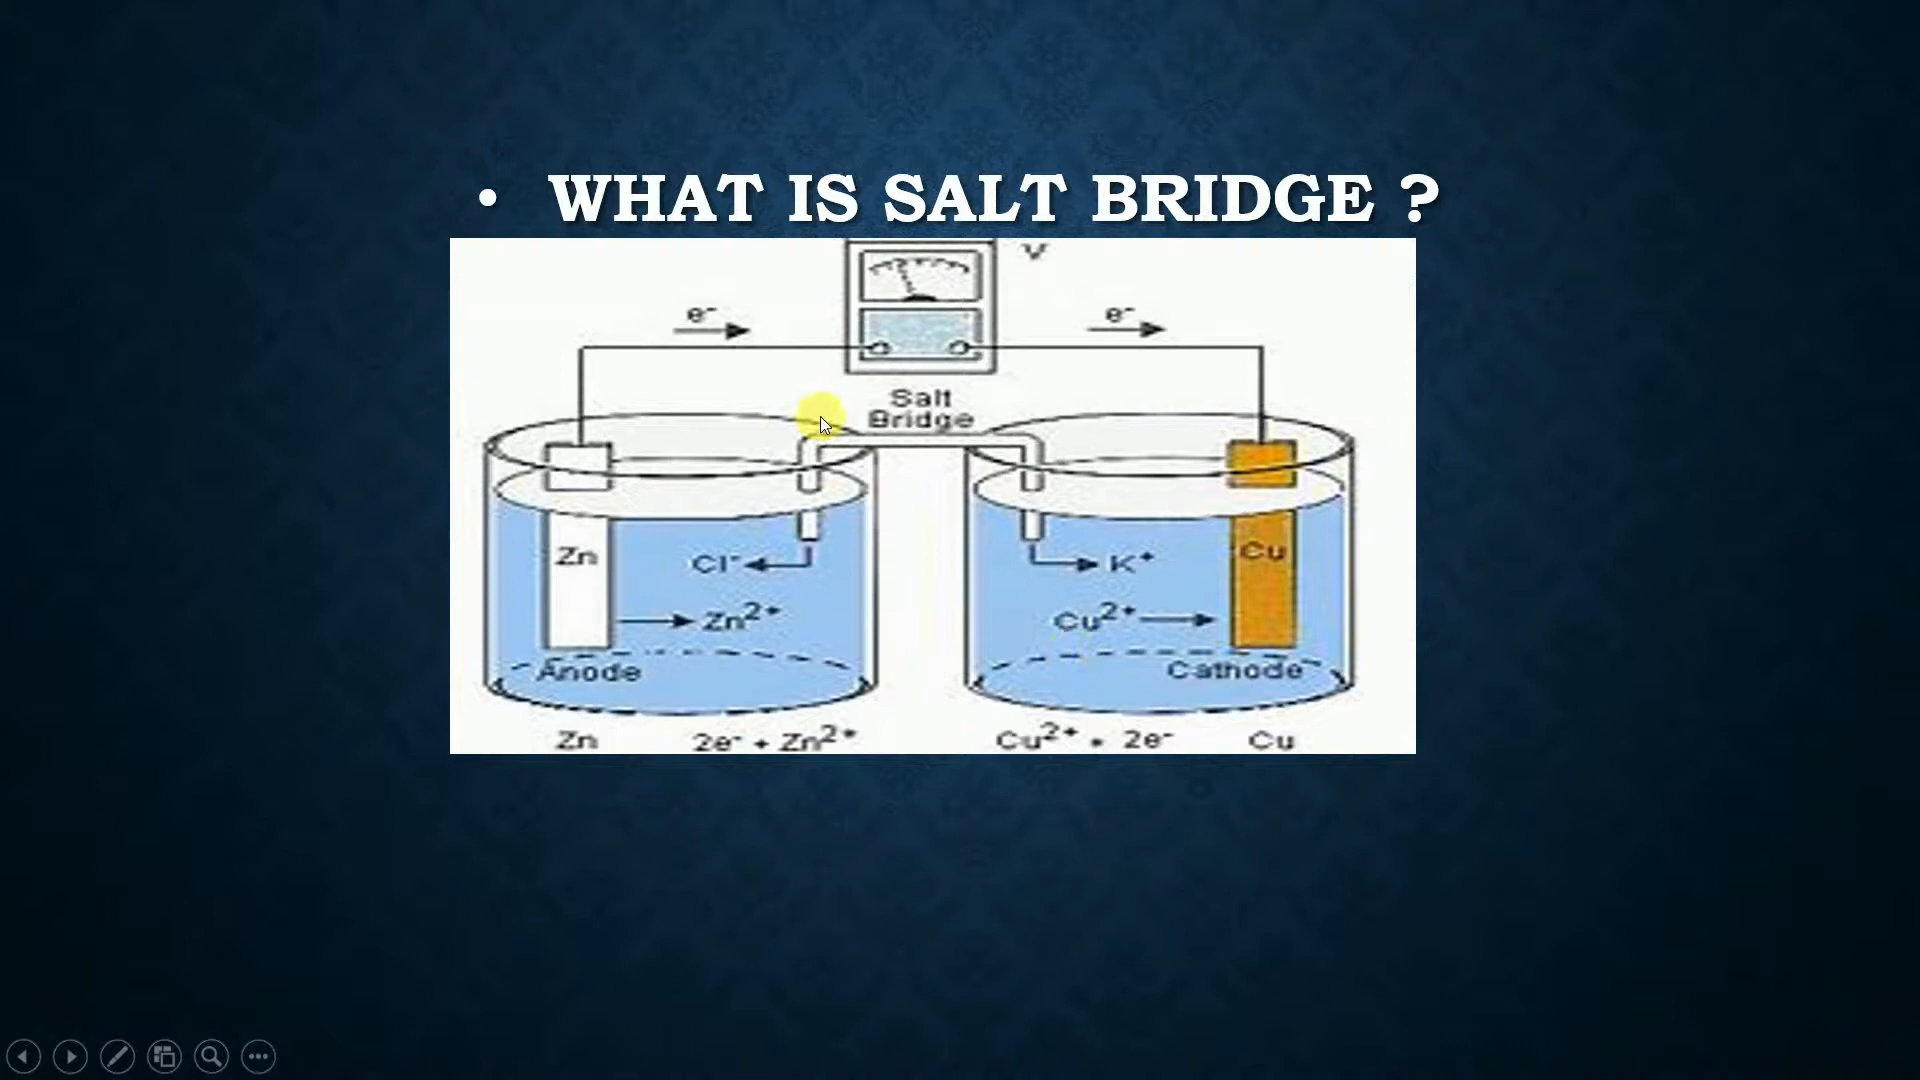 • WHAT IS SALT BRIDGE ?
V
e⁻
e⁻
Salt
Bridge
Zn
Cu
Cl⁻
K⁺
Zn²⁺
Cu²⁺
Anode
Cathode
Zn 2e⁻ + Zn²⁺ Cu²⁺ + 2e⁻ Cu